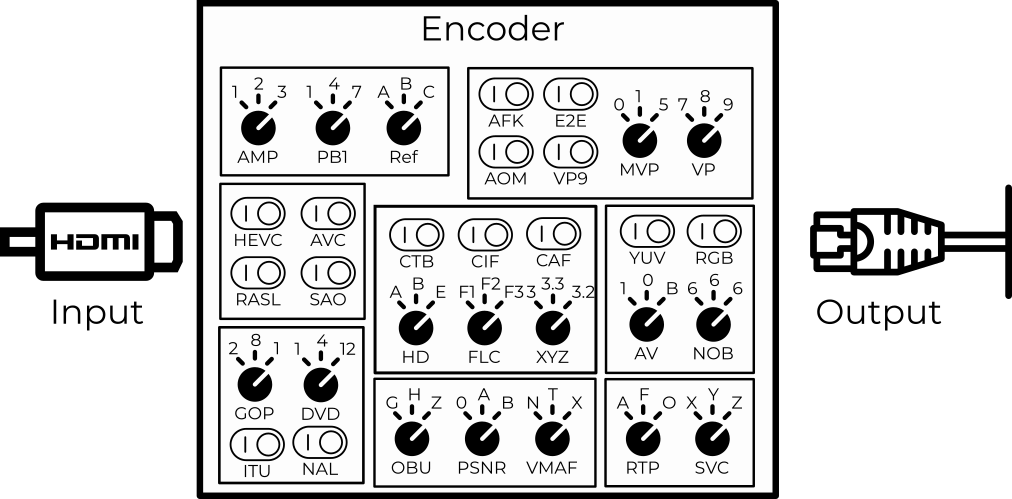 Encoder
1 2 3
AMP
1 4 7
PB1
A B C
Ref
AFK
E2E
AOM
VP9
0 1 5
MVP
7 8 9
VP
HEVC
AVC
RASL
SAO
CTB
CIF
CAF
A B E
HD
F1 F2 F3
FLC
3 3.3 3.2
XYZ
YUV
RGB
1 0 B
AV
6 6 6
NOB
2 8 1
GOP
1 4 12
DVD
ITU
NAL
G H Z
OBU
0 A B
PSNR
N T X
VMAF
A F O
RTP
X Y Z
SVC
HDMI
Input
Output